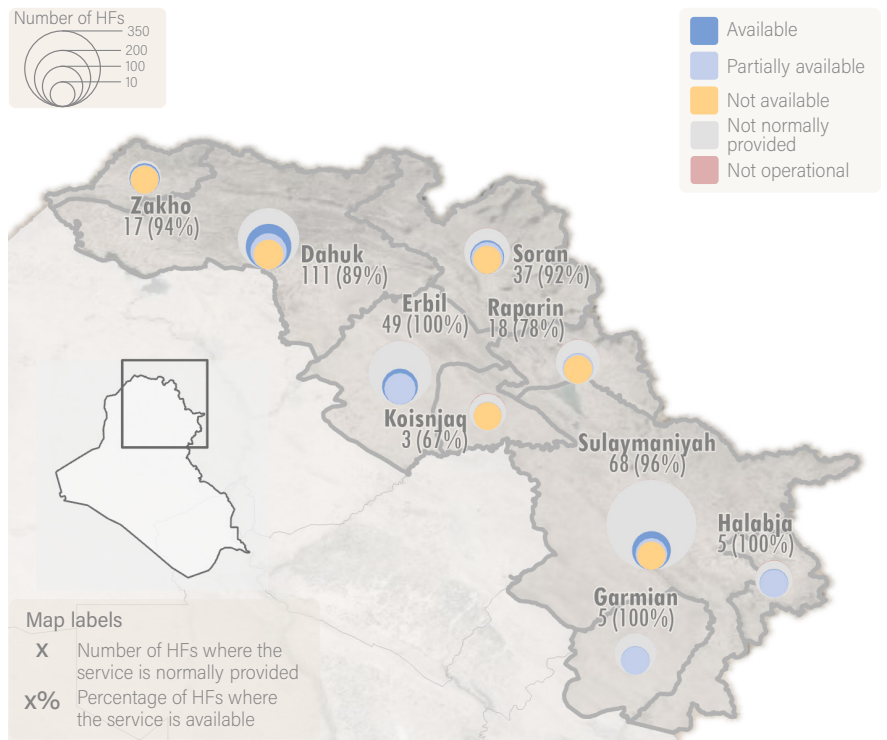 Number of HFs
350
200
100
10
Available
Partially available
Not available
Not normally
provided
Not operational
Zakho
17 (94%)
Dahuk
111 (89%)
Soran
37 (92%)
Erbil
49 (100%)
Raparin
18 (78%)
Koisnjaq
3 (67%)
Sulaymaniyah
68 (96%)
Halabja
5 (100%)
Garmian
5 (100%)
Map labels
X Number of HFs where the
service is normally provided
x% Percentage of HFs where
the service is available